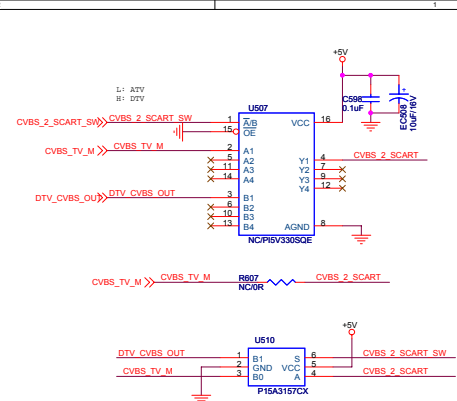 1
+5V
L: ATV
H: DTV
C598
0.1uF
+
EC508
10uF/16V
U507
CVBS_2_SCART_SW
CVBS_2_SCART_SW
1
A/B
VCC
16
15
OE
CVBS_TV_M
CVBS_TV_M
2
A1
Y1
4
CVBS_2_SCART
5
A2
Y2
7
11
A3
Y3
9
14
A4
Y4
12
DTV_CVBS_OUT
DTV_CVBS_OUT
3
B1
6
B2
10
B3
13
B4
AGND
8
NC/PI5V330SQE
CVBS_TV_M
CVBS_TV_M
R607
NC/0R
CVBS_2_SCART
+5V
U510
DTV_CVBS_OUT
1
B1
S
6
CVBS_2_SCART_SW
2
GND
VCC
5
CVBS_TV_M
3
B0
A
4
CVBS_2_SCART
P15A3157CX